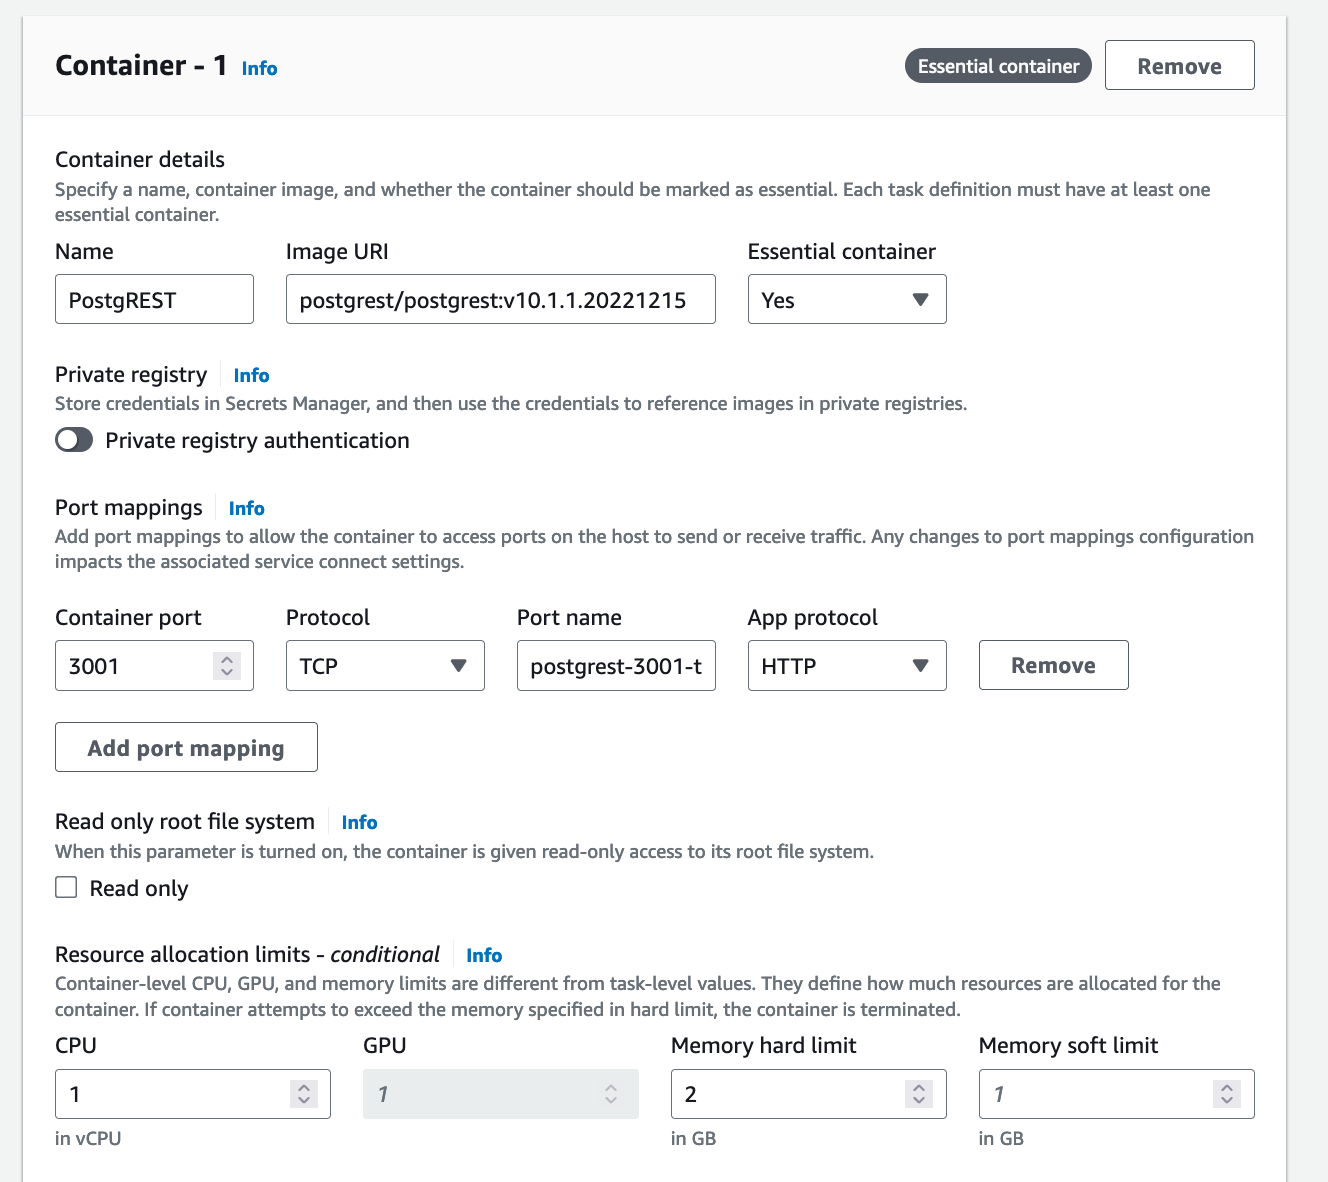 Container - 1 Info Essential container Remove
Container details
Specify a name, container image, and whether the container should be marked as essential. Each task definition must have at least one
essential container.
Name Image URI Essential container
PostgREST postgrest/postgrest:v10.1.1.20221215 Yes
Private registry Info
Store credentials in Secrets Manager, and then use the credentials to reference images in private registries.
Private registry authentication
Port mappings Info
Add port mappings to allow the container to access ports on the host to send or receive traffic. Any changes to port mappings configuration
impacts the associated service connect settings.
Container port Protocol Port name App protocol
3001 TCP postgrest-3001-t HTTP Remove
Add port mapping
Read only root file system Info
When this parameter is turned on, the container is given read-only access to its root file system.
Read only
Resource allocation limits - conditional Info
Container-level CPU, GPU, and memory limits are different from task-level values. They define how much resources are allocated for the
container. If container attempts to exceed the memory specified in hard limit, the container is terminated.
CPU GPU Memory hard limit Memory soft limit
1 1 2 1
in vCPU in GB in GB